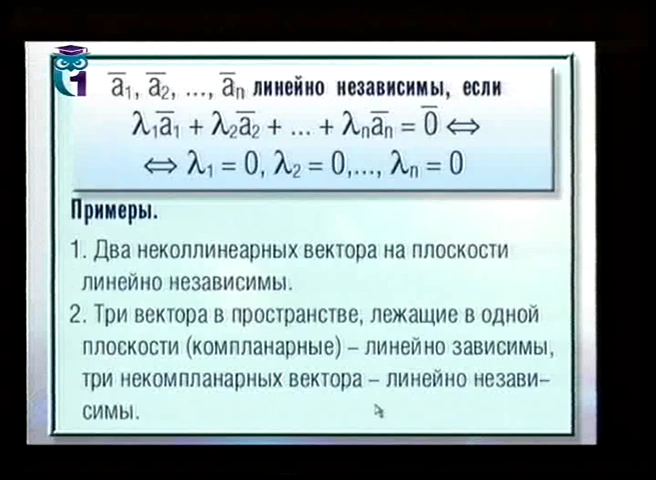 1
a̅₁, a̅₂, ..., a̅ₙ линейно независимы, если
λ₁a̅₁ + λ₂a̅₂ + ... + λₙa̅ₙ = 0̅ ⇔
⇔ λ₁ = 0, λ₂ = 0,..., λₙ = 0
Примеры.
1. Два неколлинеарных вектора на плоскости
линейно независимы.
2. Три вектора в пространстве, лежащие в одной
плоскости (компланарные) – линейно зависимы,
три некомпланарных вектора – линейно незави–
симы.